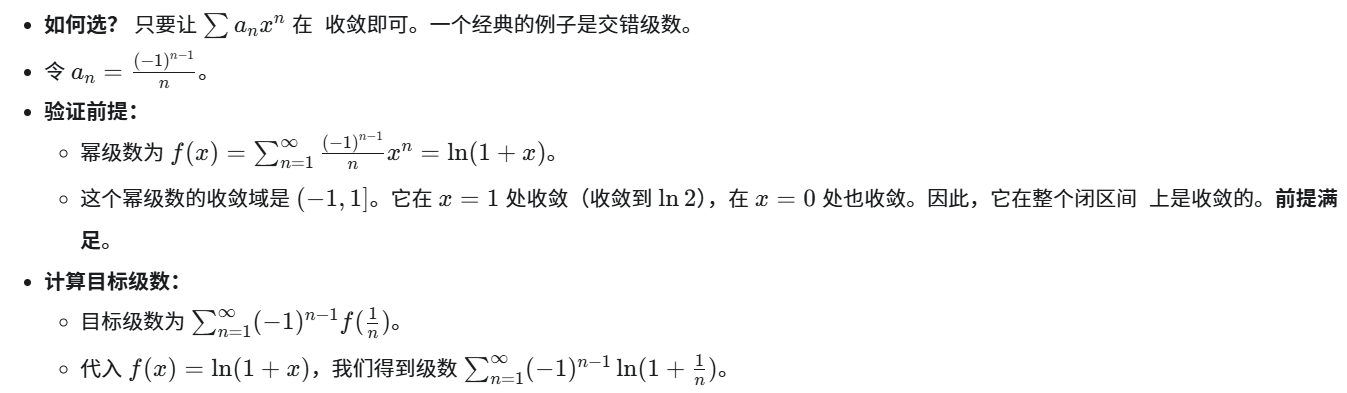 • 如何选？ 只要让 ∑ aₙxⁿ 在 收敛即可。一个经典的例子是交错级数。
• 令 aₙ = (-1)ⁿ⁻¹/n。
• 验证前提：
◦ 幂级数为 f(x) = ∑_{n=1}^{∞} (-1)ⁿ⁻¹/n xⁿ = ln(1 + x)。
◦ 这个幂级数的收敛域是 (−1, 1]。它在 x = 1 处收敛（收敛到 ln 2），在 x = 0 处也收敛。因此，它在整个闭区间 上是收敛的。前提满
足。
• 计算目标级数：
◦ 目标级数为 ∑_{n=1}^{∞}(−1)ⁿ⁻¹f(1/n)。
◦ 代入 f(x) = ln(1 + x)，我们得到级数 ∑_{n=1}^{∞}(−1)ⁿ⁻¹ ln(1 + 1/n)。